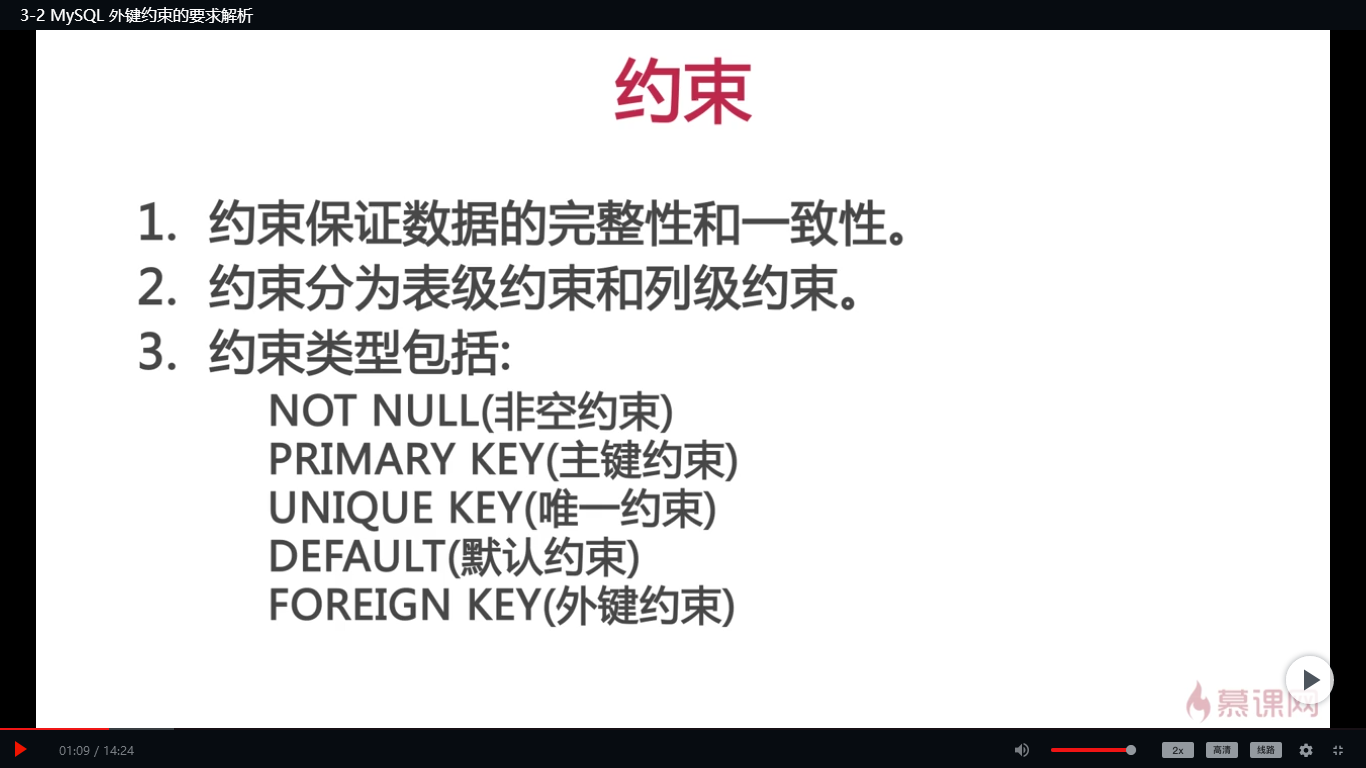 3-2 MySQL 外键约束的要求解析
约束
1. 约束保证数据的完整性和一致性。
2. 约束分为表级约束和列级约束。
3. 约束类型包括:
NOT NULL(非空约束)
PRIMARY KEY(主键约束)
UNIQUE KEY(唯一约束)
DEFAULT(默认约束)
FOREIGN KEY(外键约束)
慕课网
01:09 / 14:24
2x
高清
线路